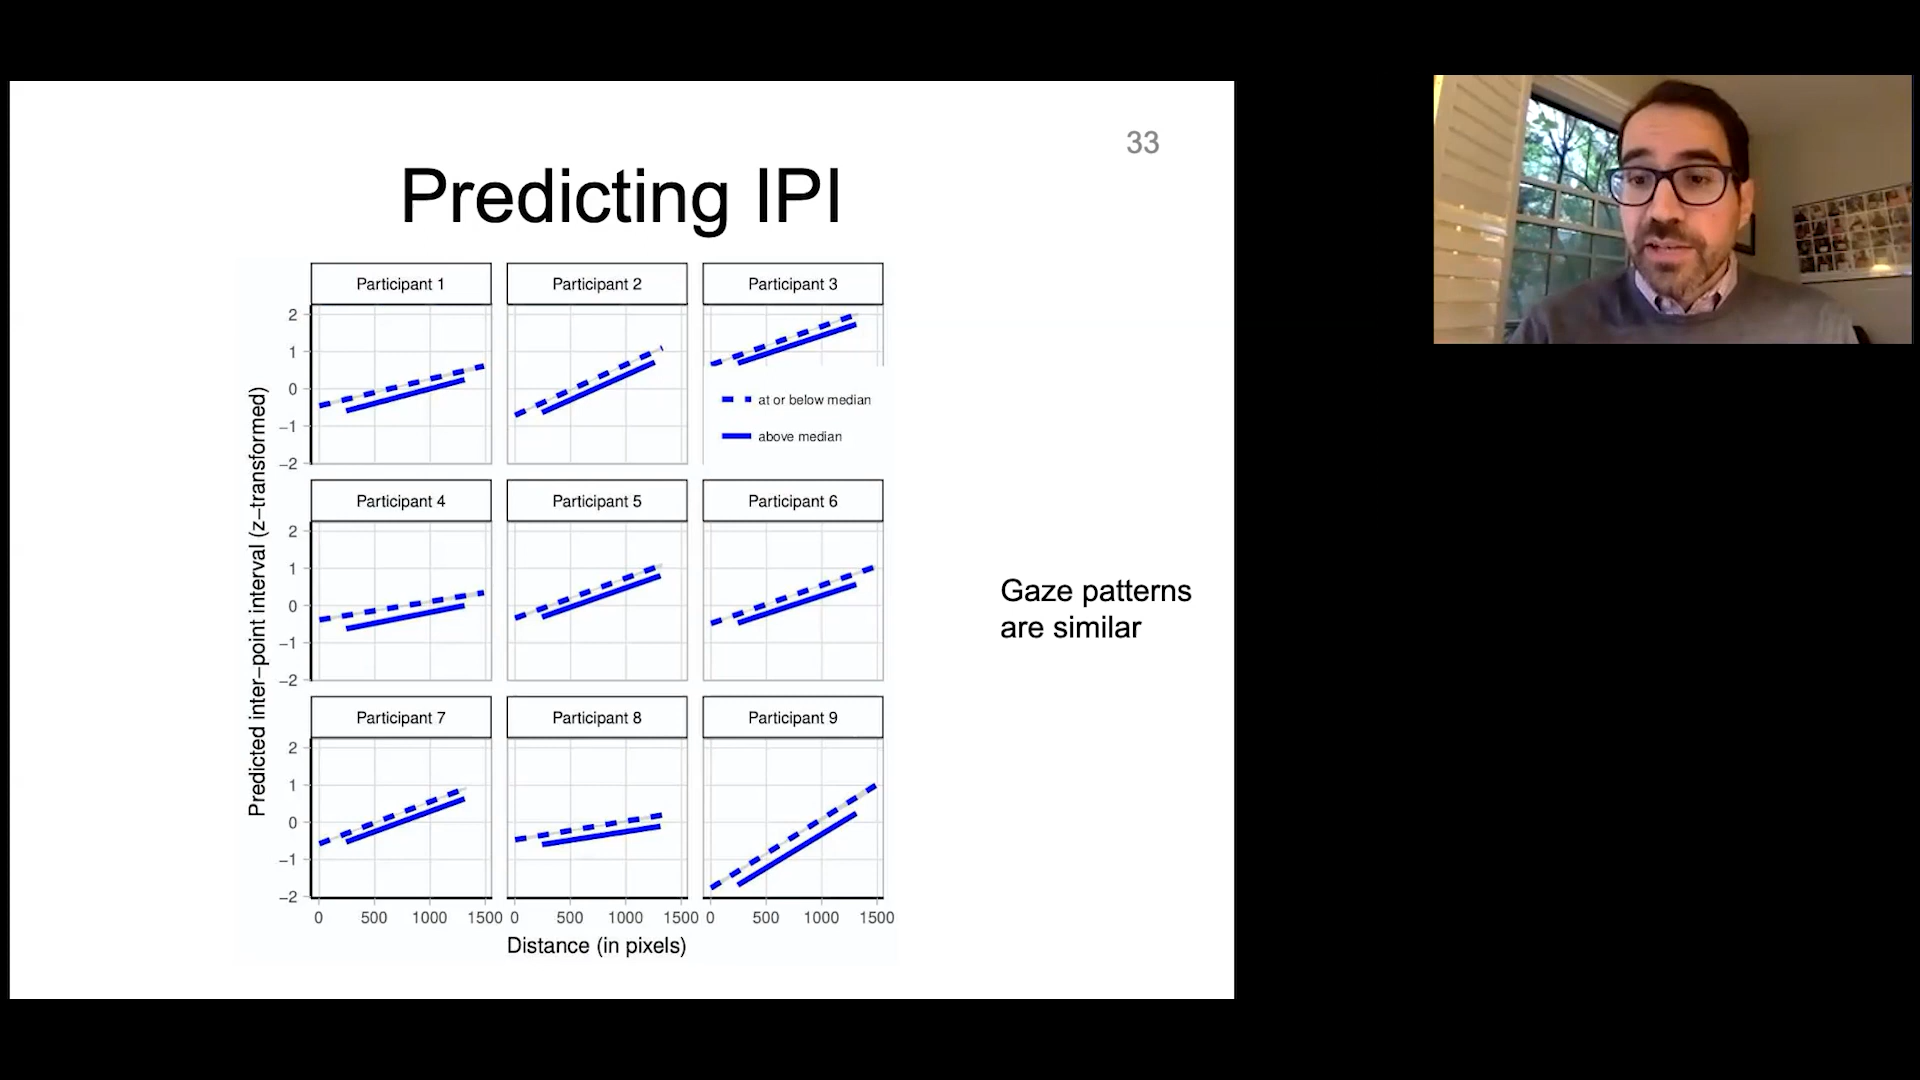 33
Predicting IPI
Participant 1
Participant 2
Participant 3
2
1
0
−1
−2
at or below median
above median
Participant 4
Participant 5
Participant 6
2
1
0
−1
−2
Gaze patterns
are similar
Participant 7
Participant 8
Participant 9
2
1
0
−1
−2
0 500 1000 1500 0 500 1000 1500 0 500 1000 1500
Distance (in pixels)
Predicted inter−point interval (z−transformed)